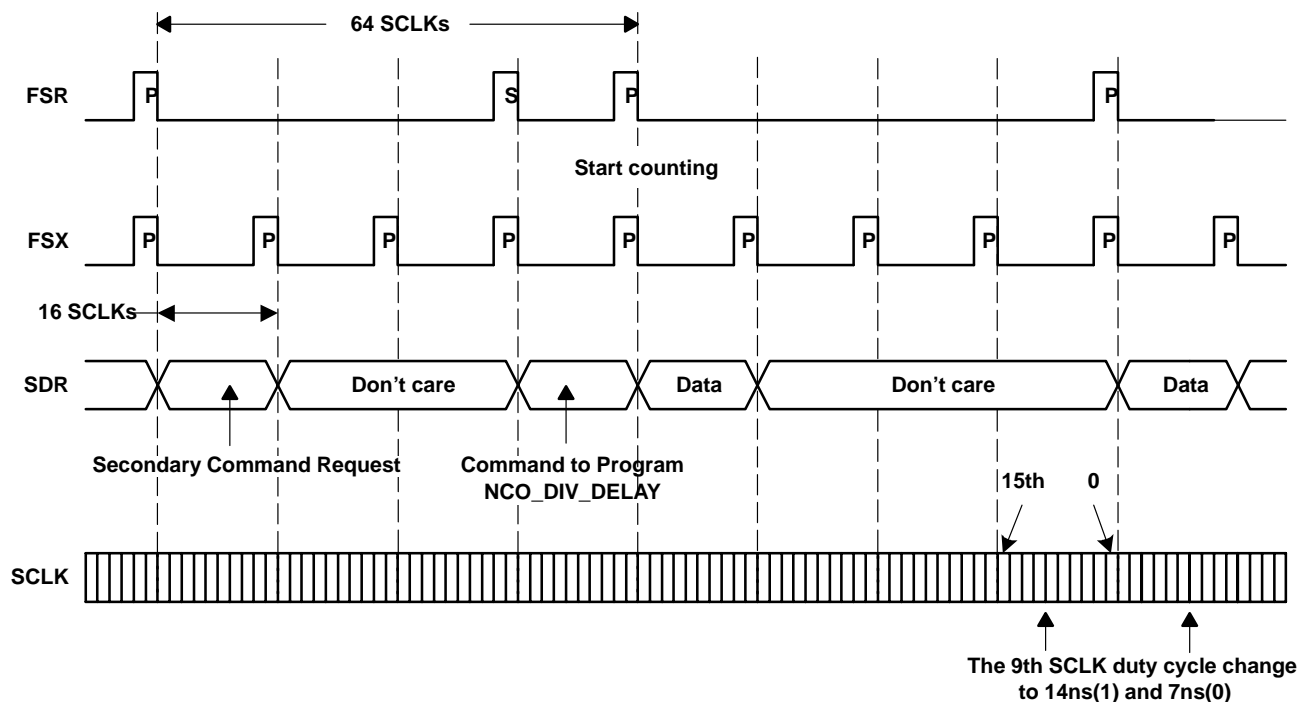 64 SCLKs
FSR
P
S
P
P
Start counting
FSX
P
P
P
P
P
P
P
P
P
P
16 SCLKs
SDR
Don't care
Data
Don't care
Data
Secondary Command Request
Command to Program
NCO_DIV_DELAY
15th
0
SCLK
The 9th SCLK duty cycle change
to 14ns(1) and 7ns(0)